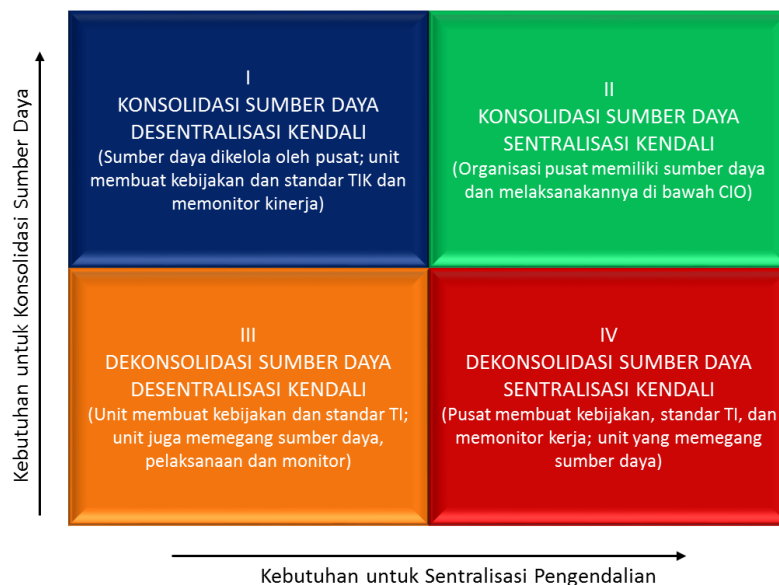 Kebutuhan untuk Konsolidasi Sumber Daya
I
KONSOLIDASI SUMBER DAYA
DESENTRALISASI KENDALI
(Sumber daya dikelola oleh pusat; unit
membuat kebijakan dan standar TIK dan
memonitor kinerja)
II
KONSOLIDASI SUMBER DAYA
SENTRALISASI KENDALI
(Organisasi pusat memiliki sumber daya
dan melaksanakannya di bawah CIO)
III
DEKONSOLIDASI SUMBER DAYA
DESENTRALISASI KENDALI
(Unit membuat kebijakan dan standar TI;
unit juga memegang sumber daya,
pelaksanaan dan monitor)
IV
DEKONSOLIDASI SUMBER DAYA
SENTRALISASI KENDALI
(Pusat membuat kebijakan, standar TI, dan
memonitor kerja; unit yang memegang
sumber daya)
Kebutuhan untuk Sentralisasi Pengendalian